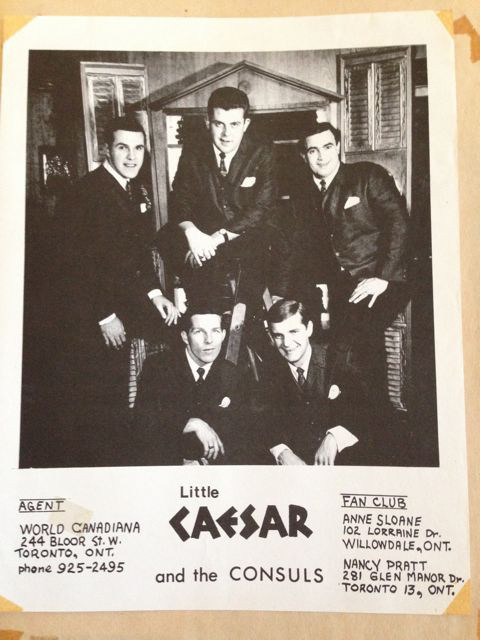 AGENT
WORLD CANADIANA
244 BLOOR St. W.
TORONTO, ONT.
phone 925-2495
Little
CAESAR
and the CONSULS
FAN CLUB
ANNE SLOANE
102 LORRAINE Dr.
WILLOWDALE, ONT.
NANCY PRATT
281 GLEN MANOR Dr.
TORONTO 13, ONT.